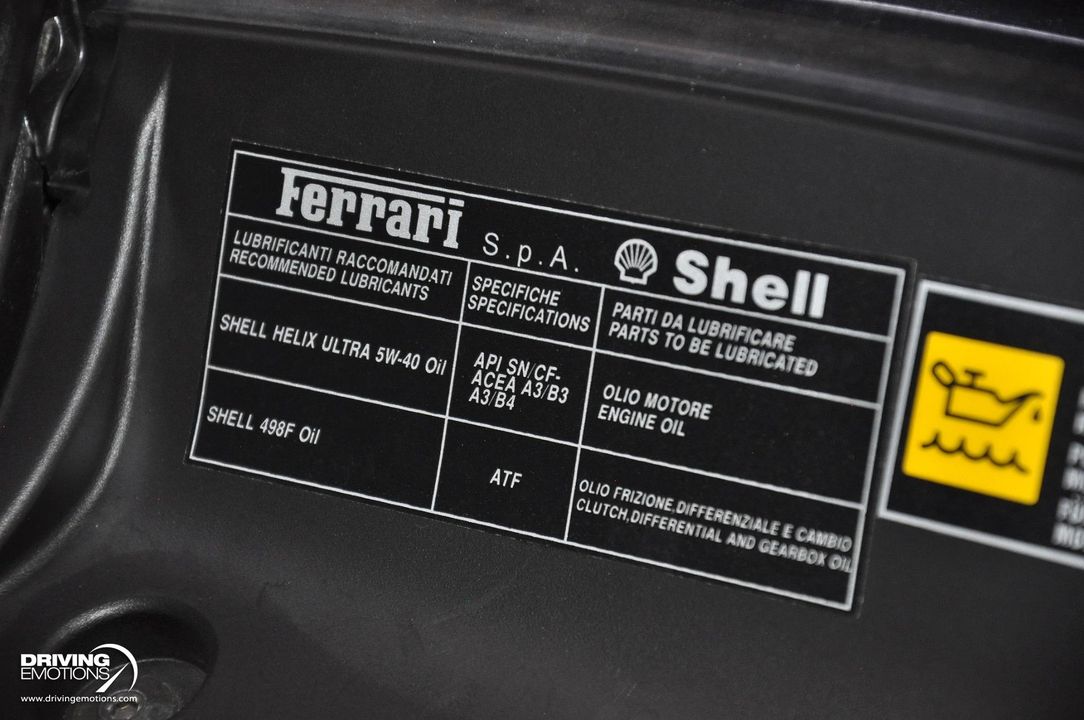 Ferrari S.p.A. Shell
LUBRIFICANTI RACCOMANDATI
RECOMMENDED LUBRICANTS
SPECIFICHE
SPECIFICATIONS
PARTI DA LUBRIFICARE
PARTS TO BE LUBRICATED
SHELL HELIX ULTRA 5W-40 Oil
API SN/CF-
ACEA A3/B3
A3/B4
OLIO MOTORE
ENGINE OIL
SHELL 498F Oil
ATF
OLIO FRIZIONE,DIFFERENZIALE E CAMBIO
CLUTCH,DIFFERENTIAL AND GEARBOX OIL
DRIVING
EMOTIONS
www.drivingemotions.com